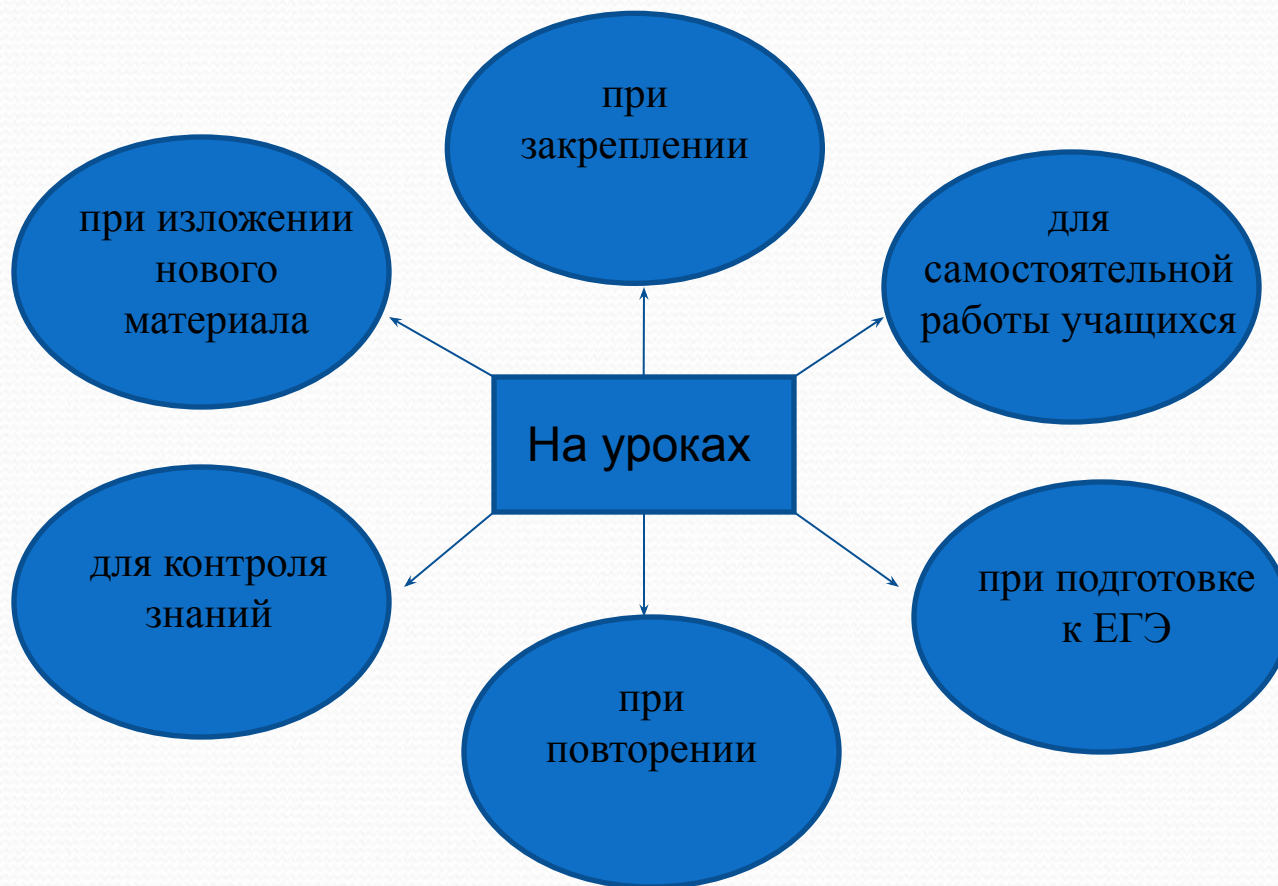 при
закреплении
при изложении
нового
материала
для
самостоятельной
работы учащихся
На уроках
для контроля
знаний
при подготовке
к ЕГЭ
при
повторении